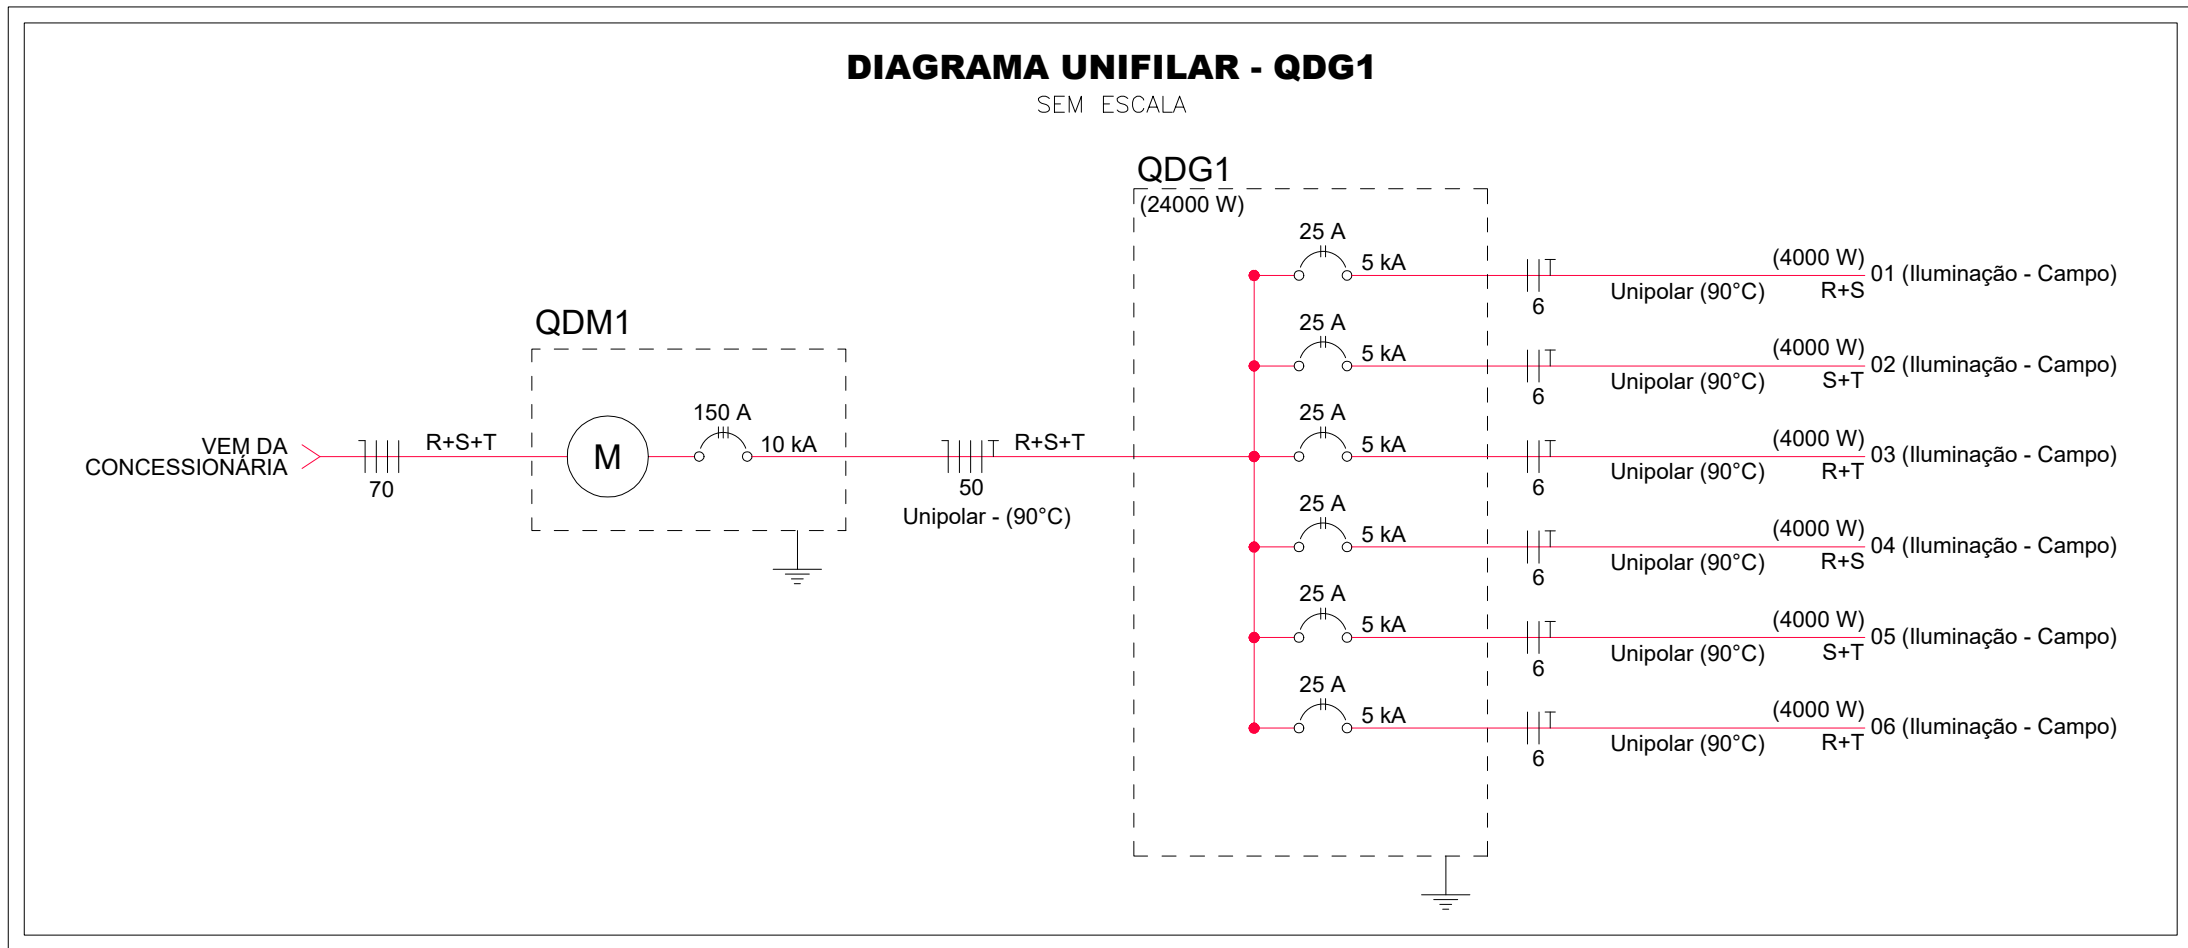 DIAGRAMA UNIFILAR - QDG1
SEM ESCALA
VEM DA
CONCESSIONÁRIA
70
R+S+T
QDM1
M
150 A
10 kA
50
Unipolar - (90°C)
R+S+T
QDG1
(24000 W)
25 A
5 kA
6
Unipolar (90°C)
(4000 W)
R+S
01 (Iluminação - Campo)
25 A
5 kA
6
Unipolar (90°C)
(4000 W)
S+T
02 (Iluminação - Campo)
25 A
5 kA
6
Unipolar (90°C)
(4000 W)
R+T
03 (Iluminação - Campo)
25 A
5 kA
6
Unipolar (90°C)
(4000 W)
R+S
04 (Iluminação - Campo)
25 A
5 kA
6
Unipolar (90°C)
(4000 W)
S+T
05 (Iluminação - Campo)
25 A
5 kA
6
Unipolar (90°C)
(4000 W)
R+T
06 (Iluminação - Campo)